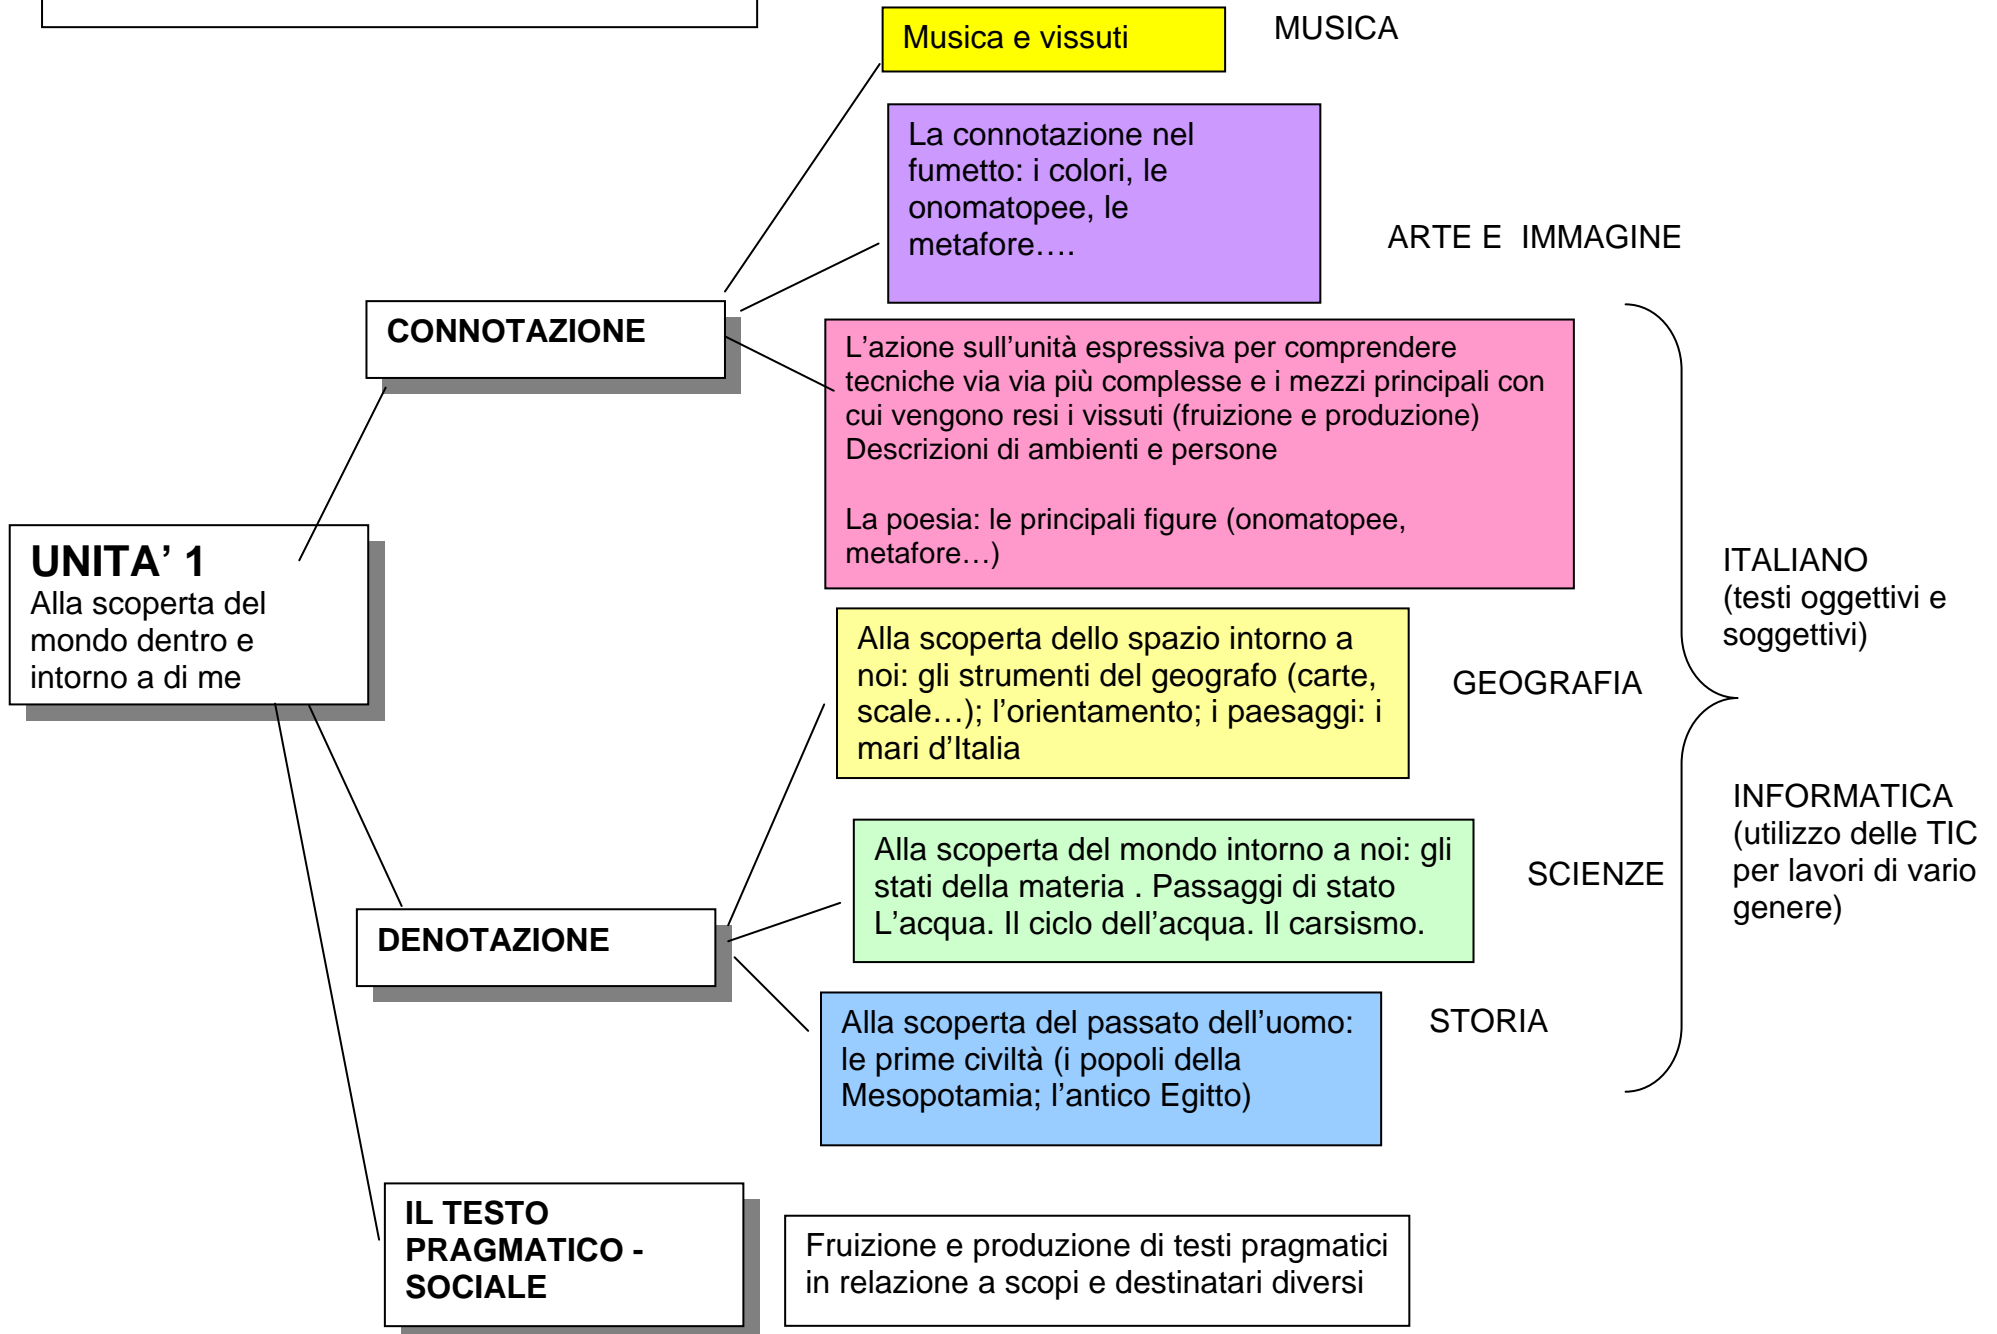 Musica e vissuti
MUSICA
La connotazione nel
fumetto: i colori, le
onomatopee, le
metafore….
ARTE E  IMMAGINE
CONNOTAZIONE
L’azione sull’unità espressiva per comprendere
tecniche via via più complesse e i mezzi principali con
cui vengono resi i vissuti (fruizione e produzione)
Descrizioni di ambienti e persone
La poesia: le principali figure (onomatopee,
metafore…)
UNITA’ 1
Alla scoperta del
mondo dentro e
intorno a di me
ITALIANO
(testi oggettivi e
soggettivi)
Alla scoperta dello spazio intorno a
noi: gli strumenti del geografo (carte,
scale…); l’orientamento; i paesaggi: i
mari d’Italia
GEOGRAFIA
INFORMATICA
(utilizzo delle TIC
per lavori di vario
genere)
Alla scoperta del mondo intorno a noi: gli
stati della materia . Passaggi di stato
L’acqua. Il ciclo dell’acqua. Il carsismo.
SCIENZE
DENOTAZIONE
Alla scoperta del passato dell’uomo:
le prime civiltà (i popoli della
Mesopotamia; l’antico Egitto)
STORIA
IL TESTO
PRAGMATICO -
SOCIALE
Fruizione e produzione di testi pragmatici
in relazione a scopi e destinatari diversi